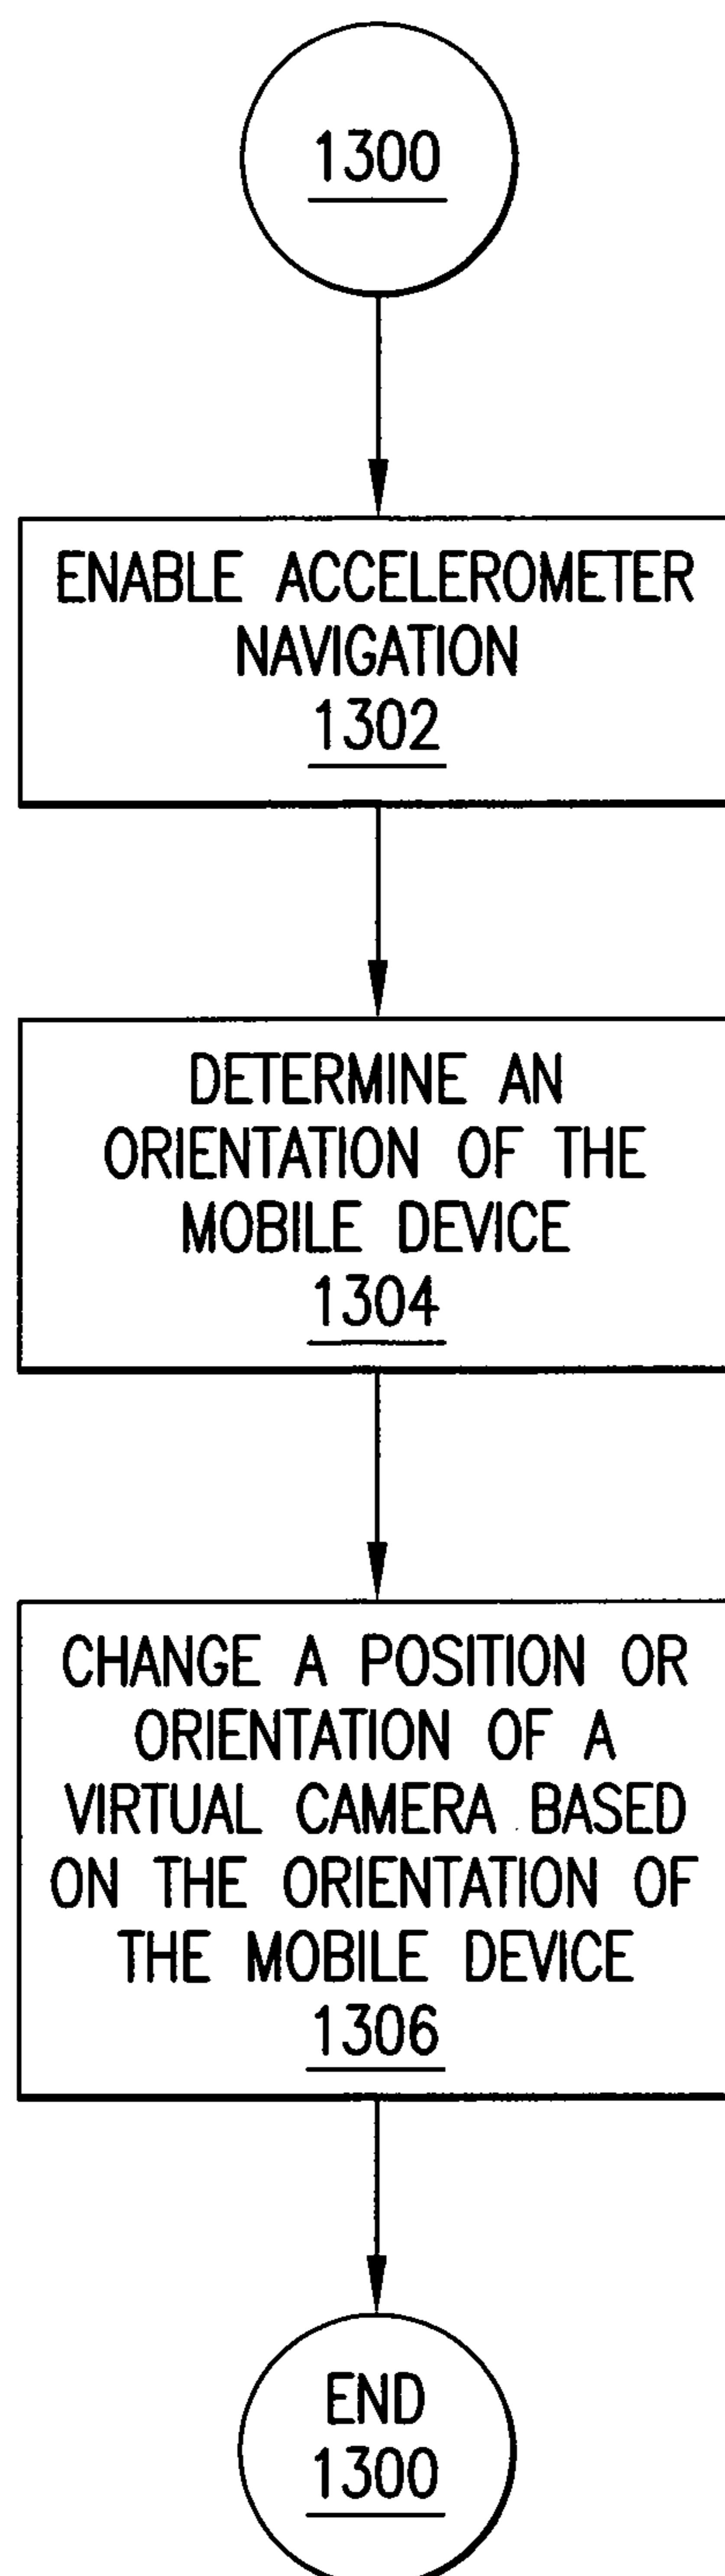 1300
ENABLE ACCELEROMETER
NAVIGATION
1302
DETERMINE AN
ORIENTATION OF THE
MOBILE DEVICE
1304
CHANGE A POSITION OR
ORIENTATION OF A
VIRTUAL CAMERA BASED
ON THE ORIENTATION OF
THE MOBILE DEVICE
1306
END
1300